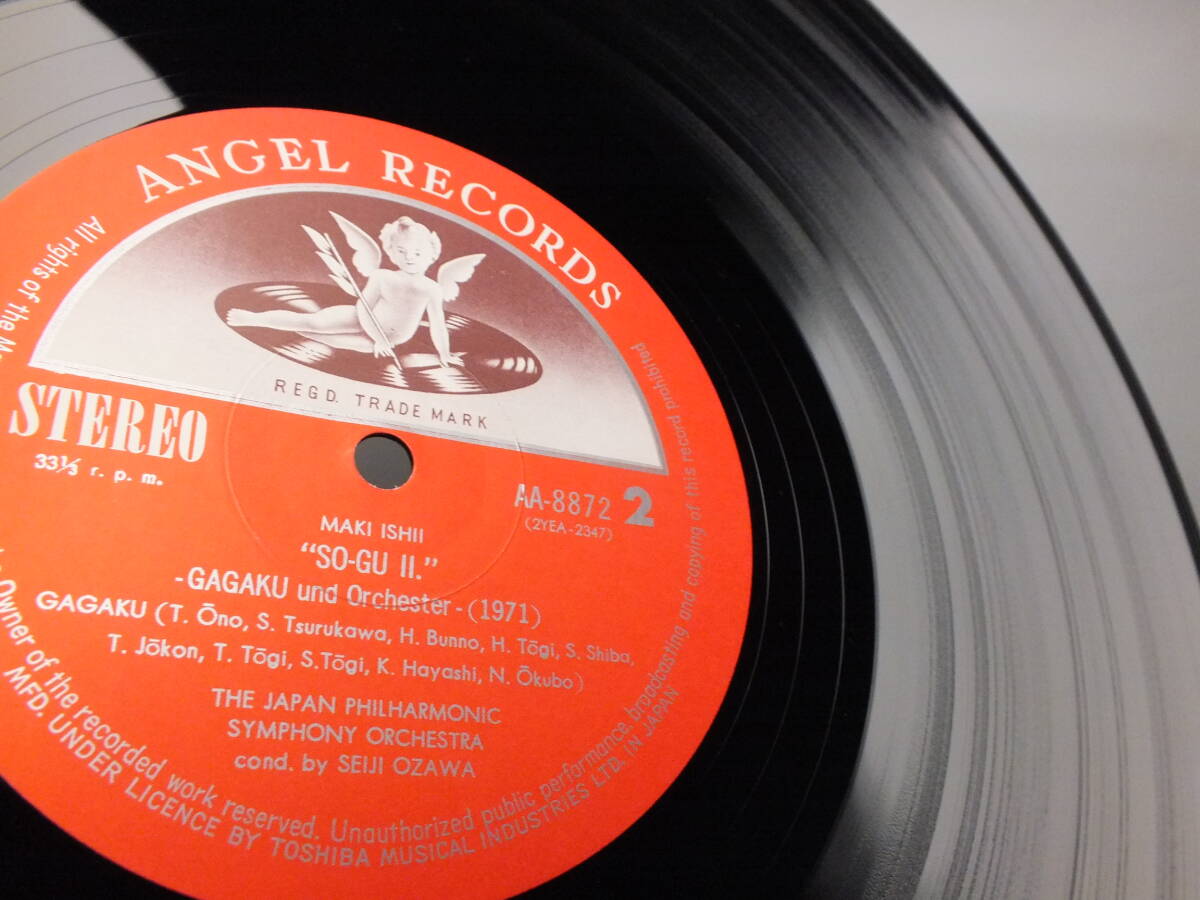 ANGEL RECORDS
REGD. TRADE MARK
STEREO
33⅓ r. p. m.
AA-8872 2
(2YEA-2347)
MAKI ISHII
"SO-GU II."
-GAGAKU und Orchester- (1971)
GAGAKU (T. Ōno, S. Tsurukawa, H. Bunno, H. Tōgi, S. Shiba,
T. Jōkon, T. Tōgi, S. Tōgi, K. Hayashi, N. Ōkubo)
THE JAPAN PHILHARMONIC
SYMPHONY ORCHESTRA
cond. by SEIJI OZAWA
All rights of the
Owner of the recorded work reserved. Unauthorized public performance, broadcasting and copying of this record prohibited
MFD. UNDER LICENCE BY TOSHIBA MUSICAL INDUSTRIES LTD. IN JAPAN